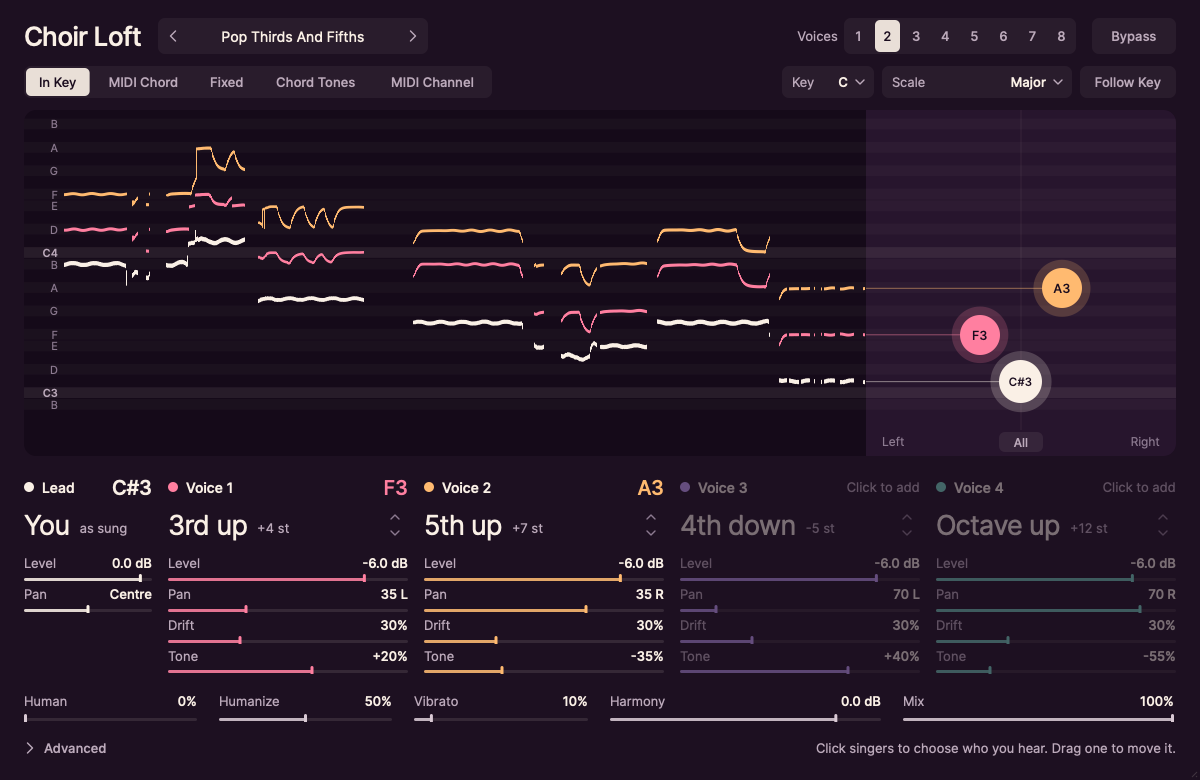 Choir Loft
Pop Thirds And Fifths
Voices 1 2 3 4 5 6 7 8
Bypass
In Key
MIDI Chord
Fixed
Chord Tones
MIDI Channel
Key C
Scale Major
Follow Key
B
A
G
F
E
D
C4
B
A
G
F
E
D
C3
B
A3
F3
C#3
Left
All
Right
Lead C#3
You as sung
Level 0.0 dB
Pan Centre
Voice 1 F3
3rd up +4 st
Level -6.0 dB
Pan 35 L
Drift 30%
Tone +20%
Voice 2 A3
5th up +7 st
Level -6.0 dB
Pan 35 R
Drift 30%
Tone -35%
Voice 3 Click to add
4th down -5 st
Level -6.0 dB
Pan 70 L
Drift 30%
Tone +40%
Voice 4 Click to add
Octave up +12 st
Level -6.0 dB
Pan 70 R
Drift 30%
Tone -55%
Human 0%
Humanize 50%
Vibrato 10%
Harmony 0.0 dB
Mix 100%
Advanced
Click singers to choose who you hear. Drag one to move it.